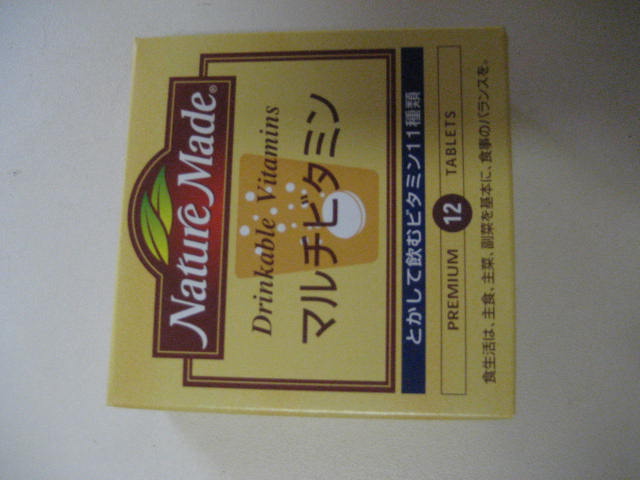 Nature Made®
Drinkable Vitamins
マルチビタミン
とかして飲むビタミン11種類
PREMIUM 12 TABLETS
食生活は、主食、主菜、副菜を基本に、食事のバランスを。